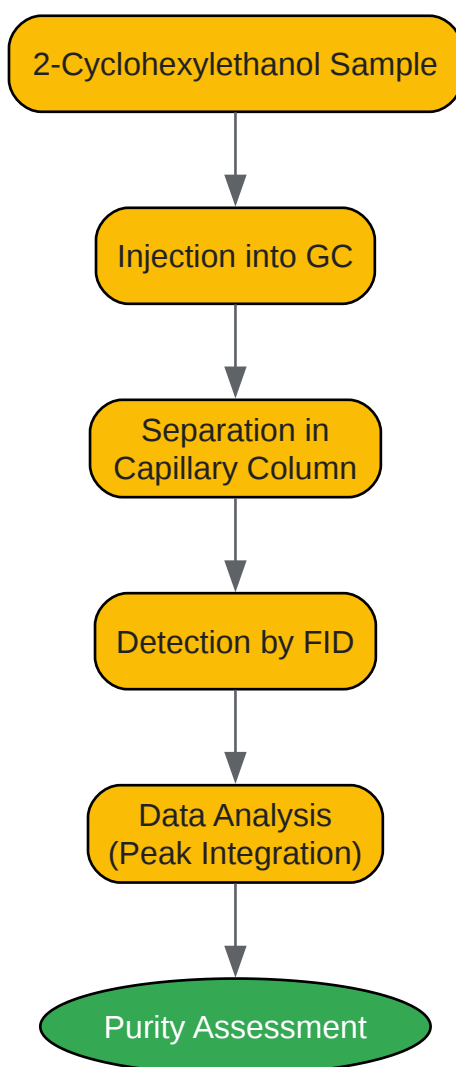 2-Cyclohexylethanol Sample
Injection into GC
Separation in
Capillary Column
Detection by FID
Data Analysis
(Peak Integration)
Purity Assessment